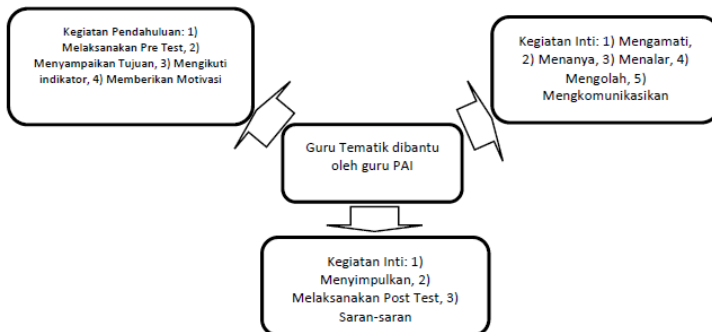 Kegiatan Pendahuluan: 1)
Melaksanakan Pre Test, 2)
Menyampaikan Tujuan, 3) Mengikuti
indikator, 4) Memberikan Motivasi
Kegiatan Inti: 1) Mengamati,
2) Menanya, 3) Menalar, 4)
Mengolah, 5)
Mengkomunikasikan
Guru Tematik dibantu
oleh guru PAI
Kegiatan Inti: 1)
Menyimpulkan, 2)
Melaksanakan Post Test, 3)
Saran-saran